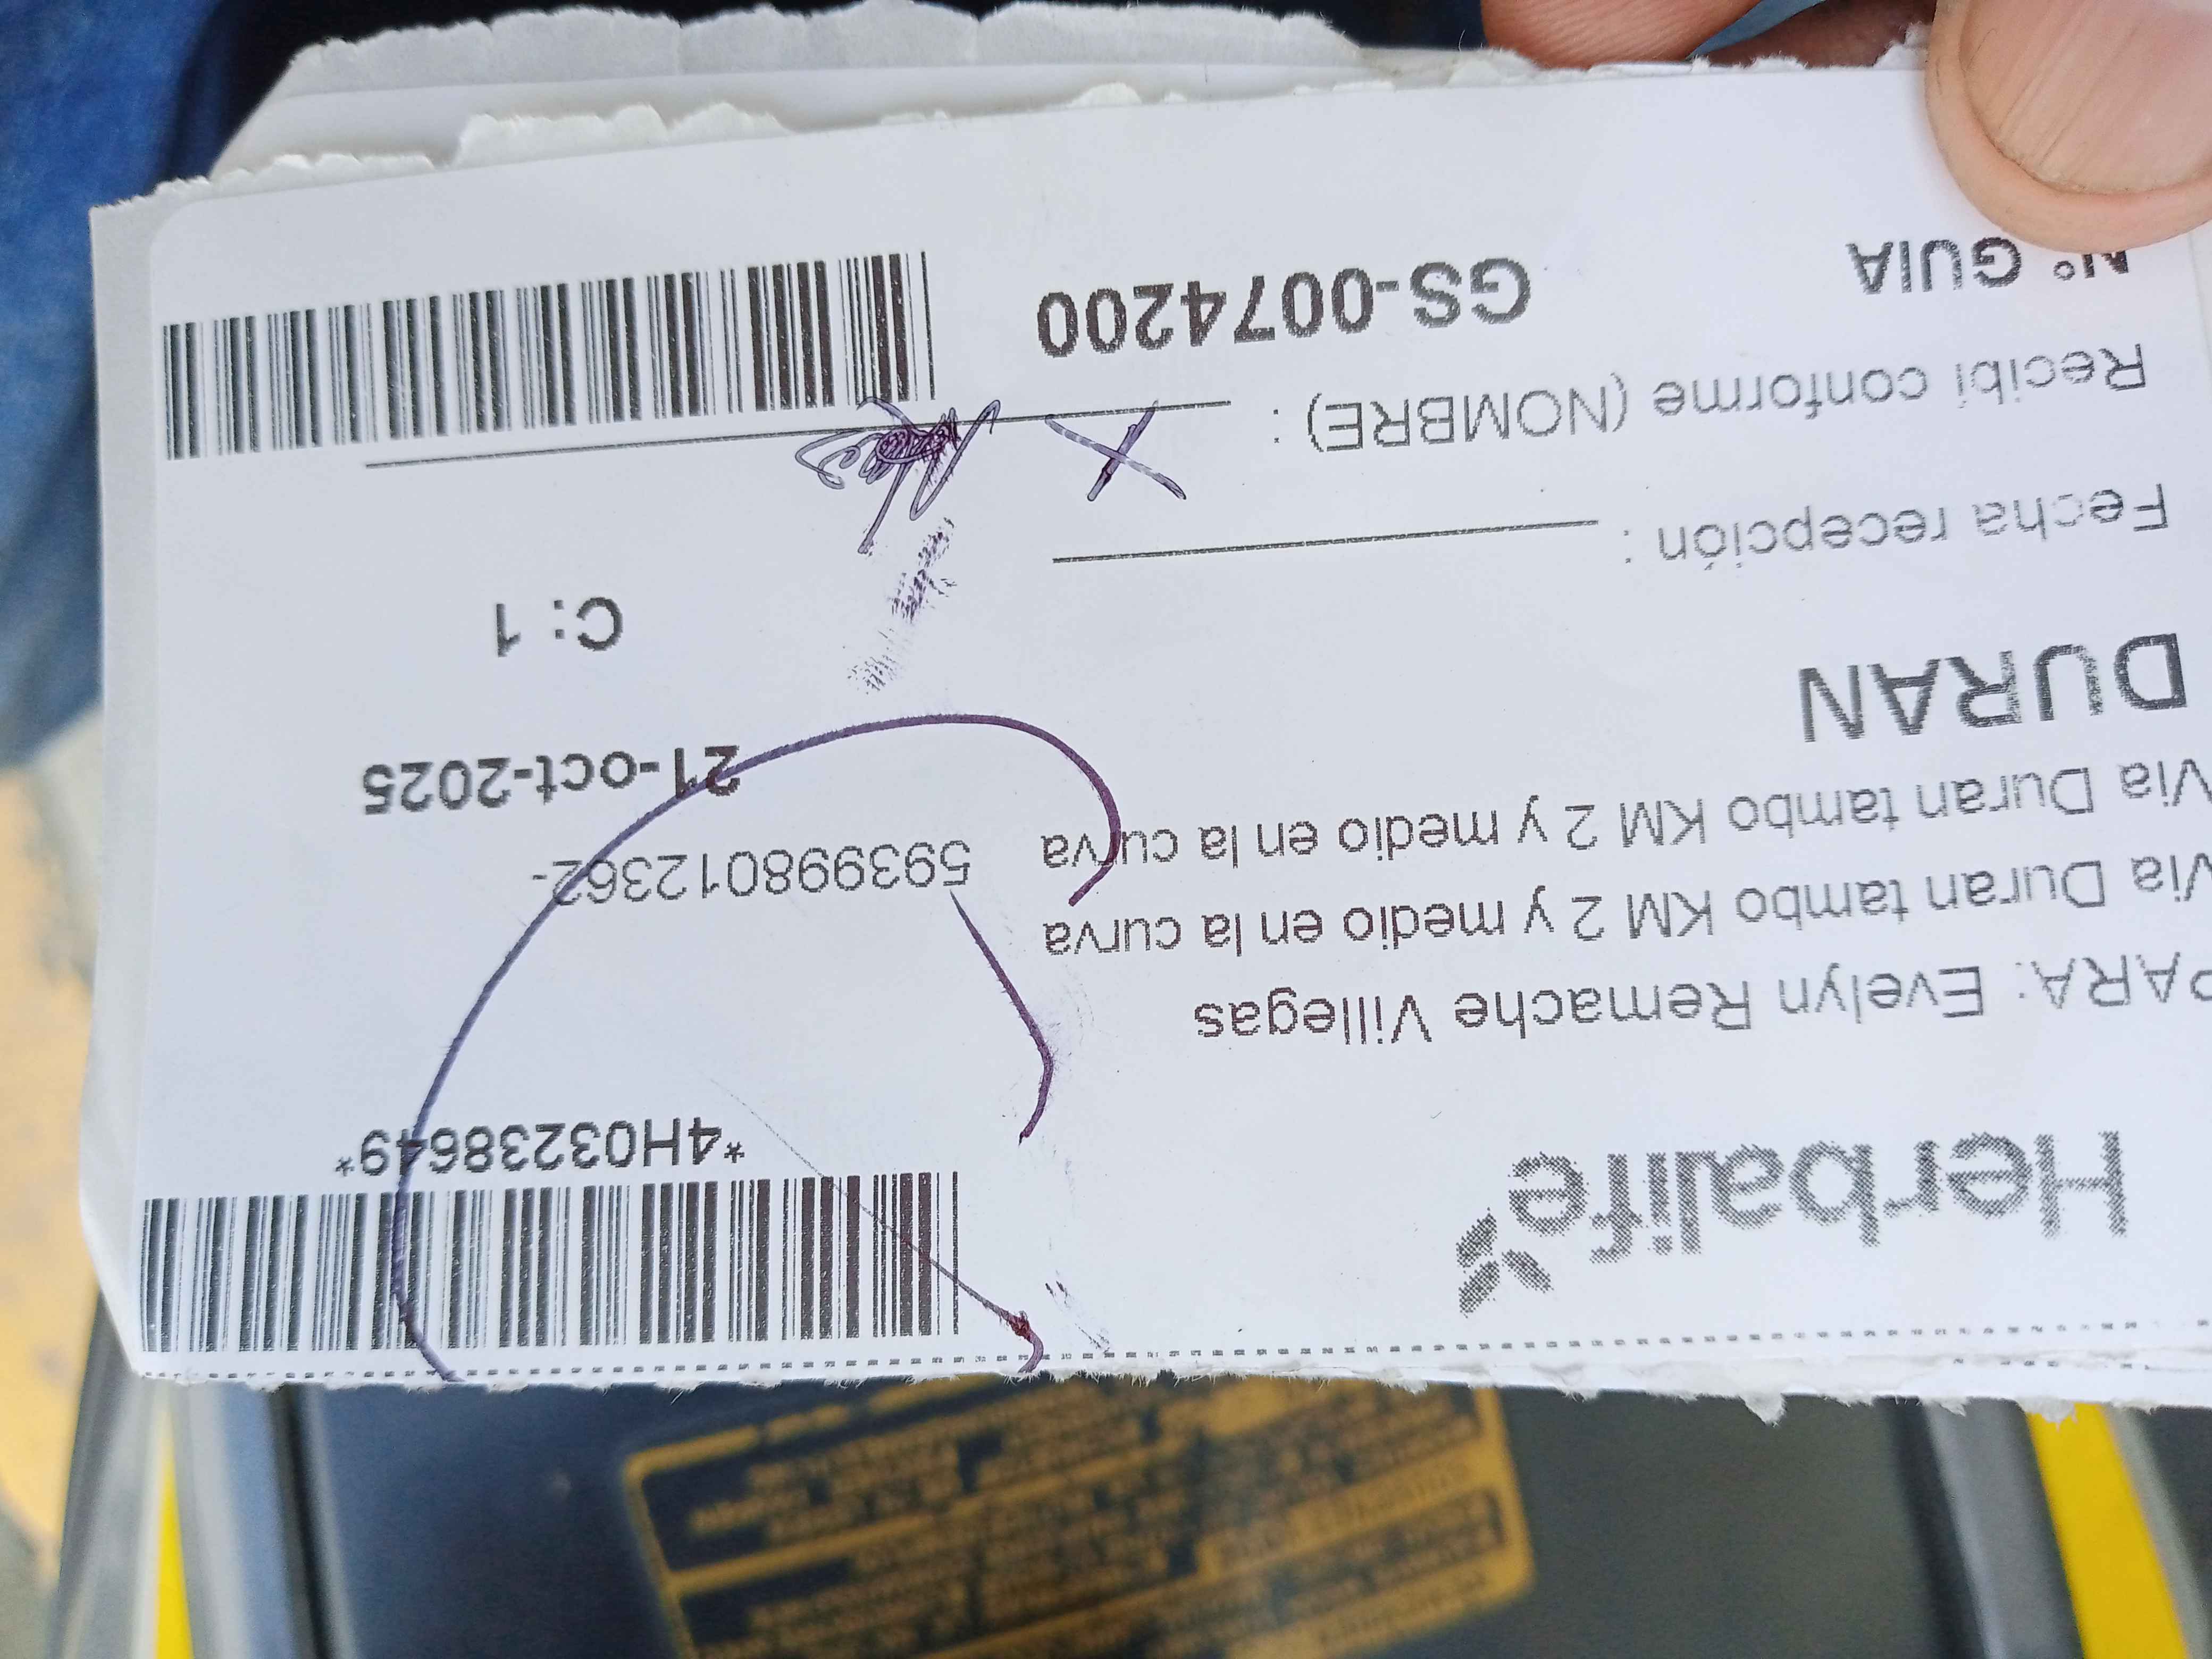 Herbalife
*4H03238649*
PARA: Evelyn Remache Villegas
Via Duran tambo KM 2 y medio en la curva
593998012362-
Via Duran tambo KM 2 y medio en la curva
21-oct-2025
DURAN
C: 1
Fecha recepción :
Recibí conforme (NOMBRE) :
X
N° GUIA
GS-0074200